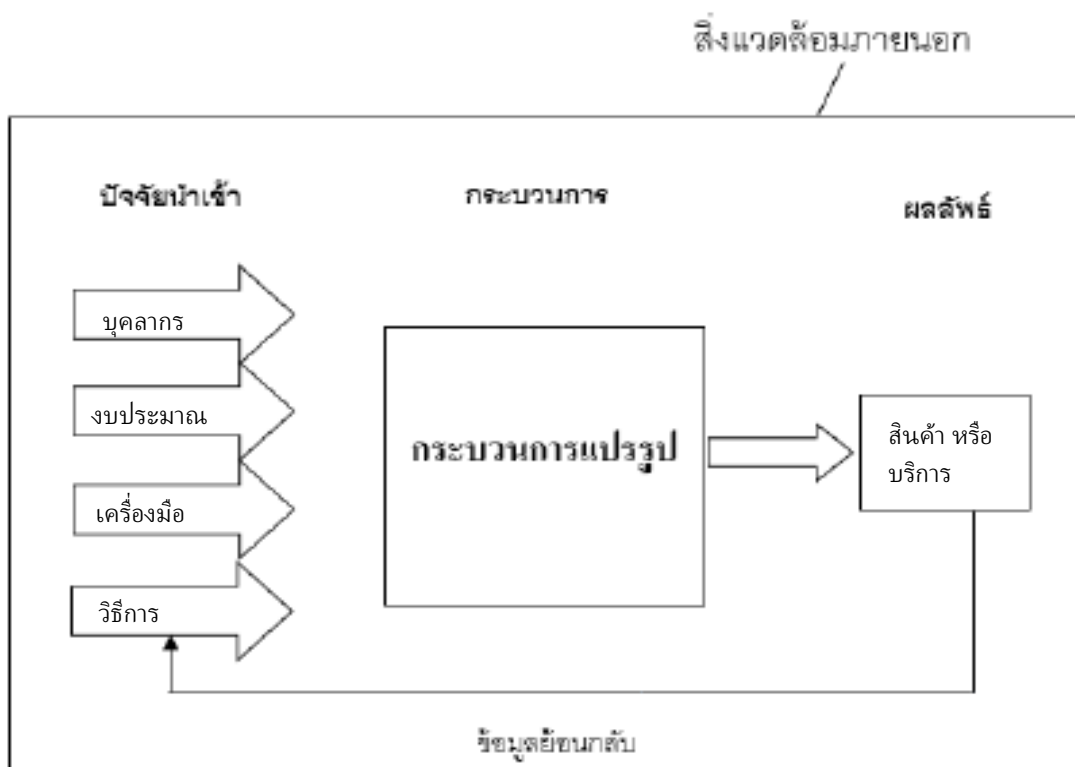 สิ่งแวดล้อมภายนอก
ปัจจัยนำเข้า
กระบวนการ
ผลลัพธ์
บุคลากร
งบประมาณ
เครื่องมือ
วิธีการ
กระบวนการแปรรูป
สินค้า หรือ
บริการ
ข้อมูลย้อนกลับ